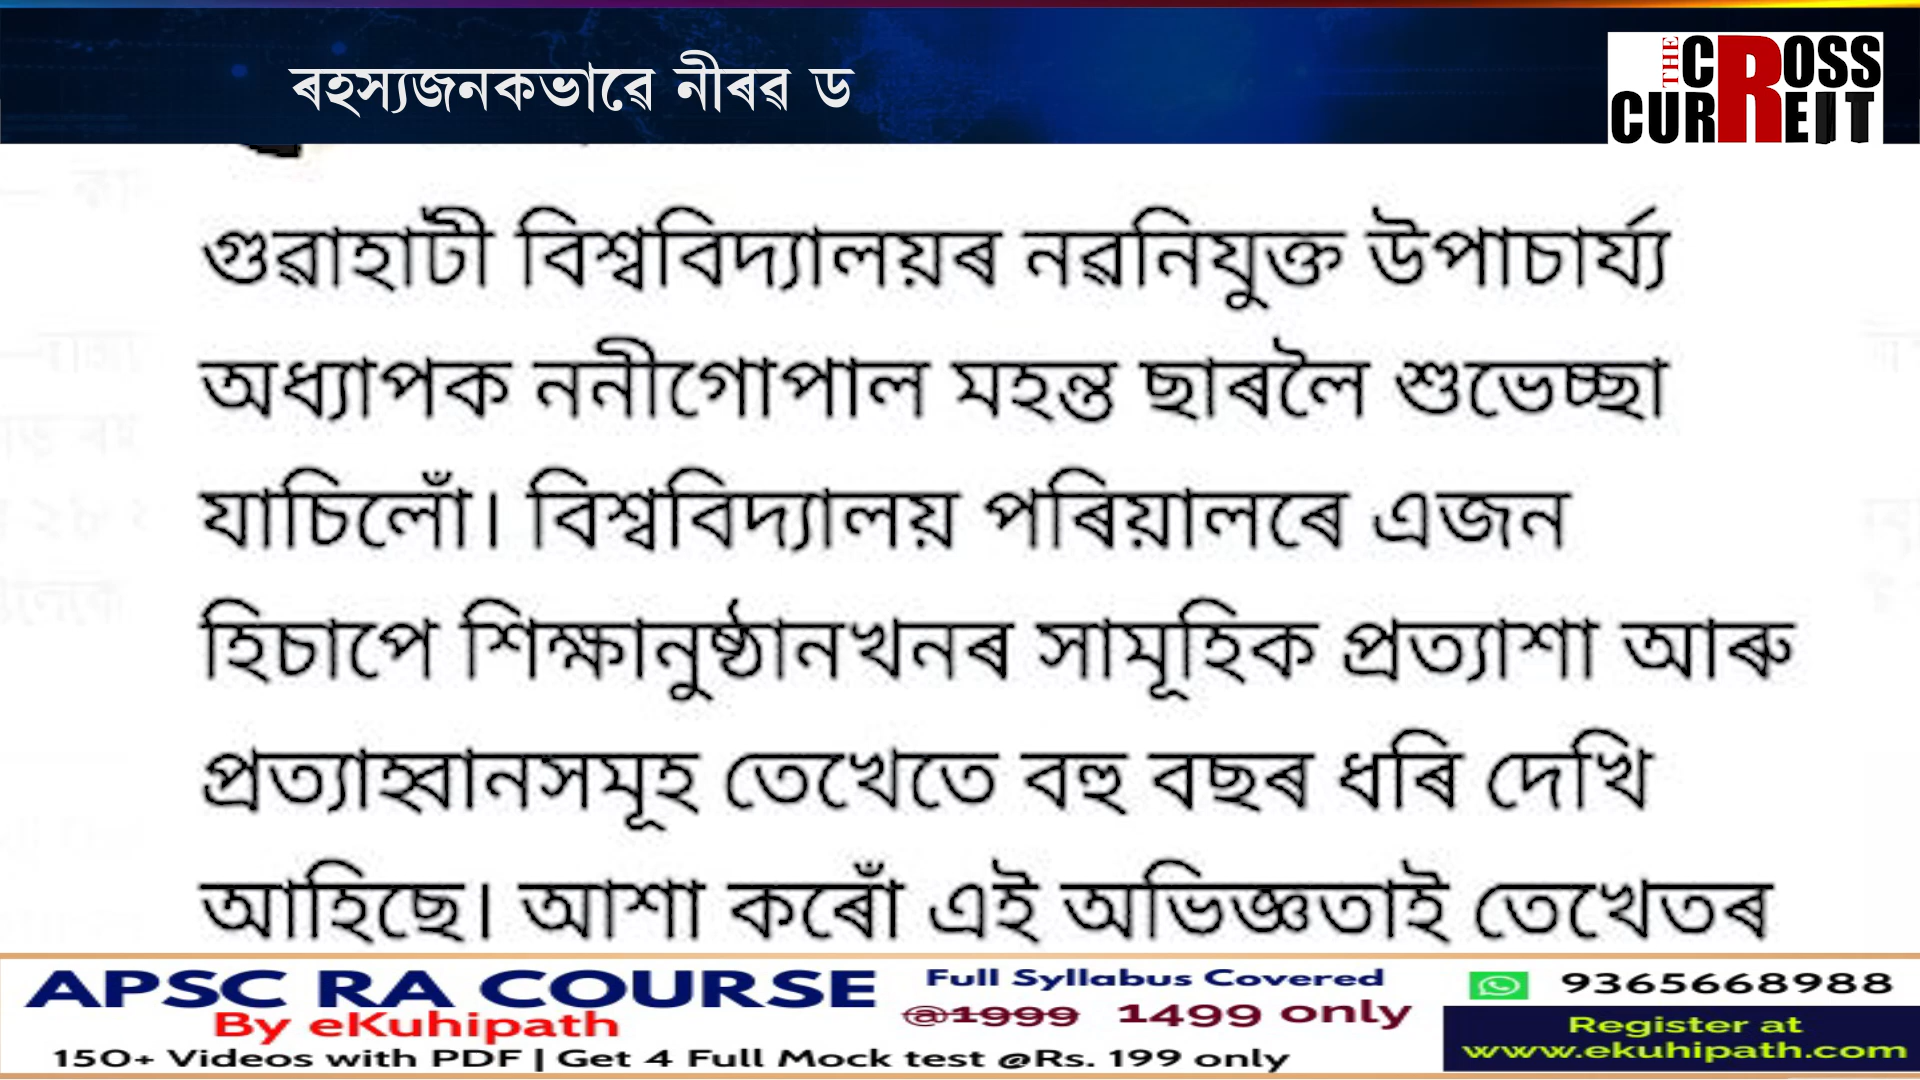 ৰহস্যজনকভাৱে নীৰৱ ড
THE CROSS CURRENT
গুৱাহাটী বিশ্ববিদ্যালয়ৰ নৱনিযুক্ত উপাচাৰ্য্য
অধ্যাপক ননীগোপাল মহন্ত ছাৰলৈ শুভেচ্ছা
যাচিলোঁ। বিশ্ববিদ্যালয় পৰিয়ালৰে এজন
হিচাপে শিক্ষানুষ্ঠানখনৰ সামূহিক প্ৰত্যাশা আৰু
প্ৰত্যাহ্বানসমূহ তেখেতে বহু বছৰ ধৰি দেখি
আহিছে। আশা কৰোঁ এই অভিজ্ঞতাই তেখেতৰ
APSC RA COURSE
By eKuhipath
150+ Videos with PDF | Get 4 Full Mock test @Rs. 199 only
Full Syllabus Covered
@1999 1499 only
9365668988
Register at
www.ekuhipath.com